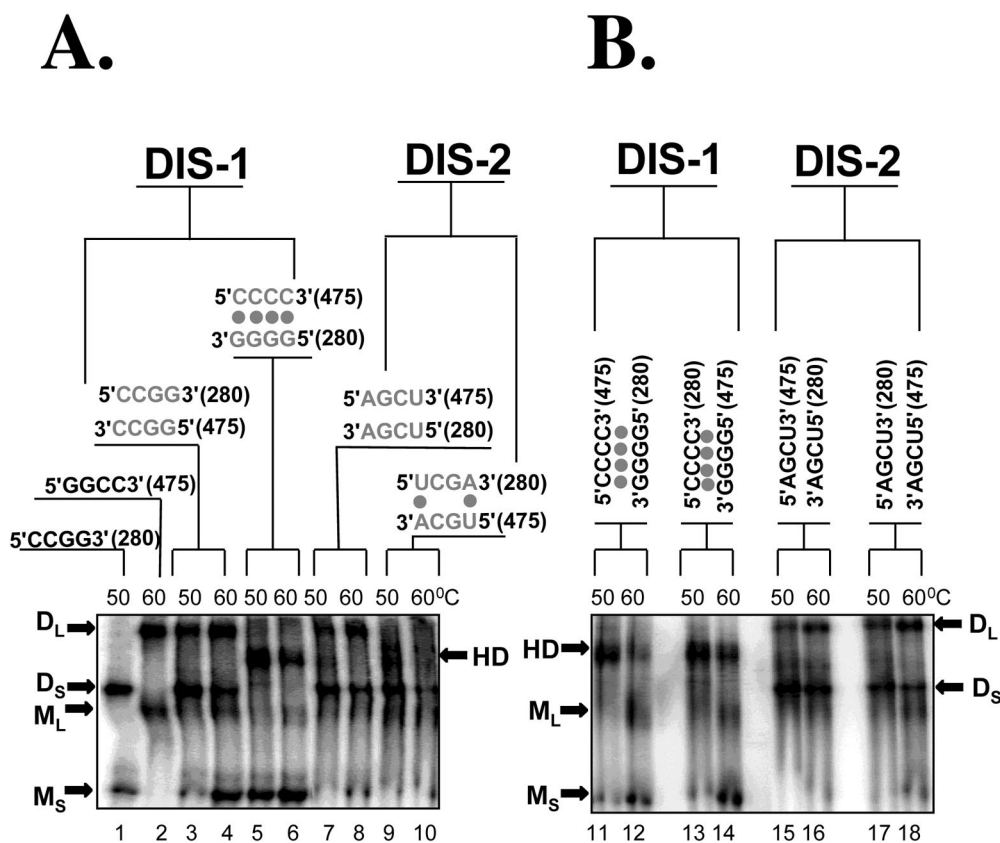 A.
B.
DIS-1
DIS-2
DIS-1
DIS-2
5'CCCC3'(475)
3'GGGG5'(280)
5'CCGG3'(280)
3'CCGG5'(475)
5'AGCU3'(475)
3'AGCU5'(280)
5'GGCC3'(475)
5'UCGA3'(280)
3'ACGU5'(475)
5'CCGG3'(280)
5'CCCC3'(475)
3'GGGG5'(280)
5'CCCC3'(280)
3'GGGG5'(475)
5'AGCU3'(475)
3'AGCU5'(280)
5'AGCU3'(280)
3'AGCU5'(475)
50 60 50 60 50 60 50 60 50 60⁰C
50 60 50 60 50 60 50 60⁰C
DL
DS
ML
MS
HD
HD
ML
MS
DL
DS
1 2 3 4 5 6 7 8 9 10
11 12 13 14 15 16 17 18